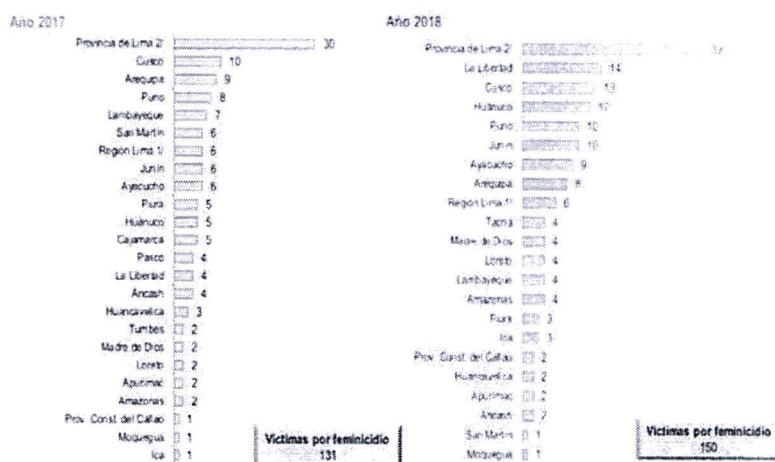 Año 2017
Provincia de Lima 2/ 30
Cusco 10
Arequipa 9
Puno 8
Lambayeque 7
San Martín 6
Región Lima 1/ 6
Junín 6
Ayacucho 6
Piura 5
Huánuco 5
Cajamarca 5
Pasco 4
La Libertad 4
Áncash 4
Huancavelica 3
Tumbes 2
Madre de Dios 2
Loreto 2
Apurímac 2
Amazonas 2
Prov. Const. del Callao 1
Moquegua 1
Ica 1
Víctimas por feminicidio
131
Año 2018
Provincia de Lima 2/
La Libertad 14
Cusco 13
Huánuco 12
Puno 10
Junín 10
Ayacucho 9
Arequipa 8
Región Lima 1/ 6
Tacna 4
Madre de Dios 4
Loreto 4
Lambayeque 4
Amazonas 4
Piura 3
Ica 3
Prov. Const. del Callao 2
Huancavelica 2
Apurímac 2
Áncash 2
San Martín 1
Moquegua 1
Víctimas por feminicidio
150